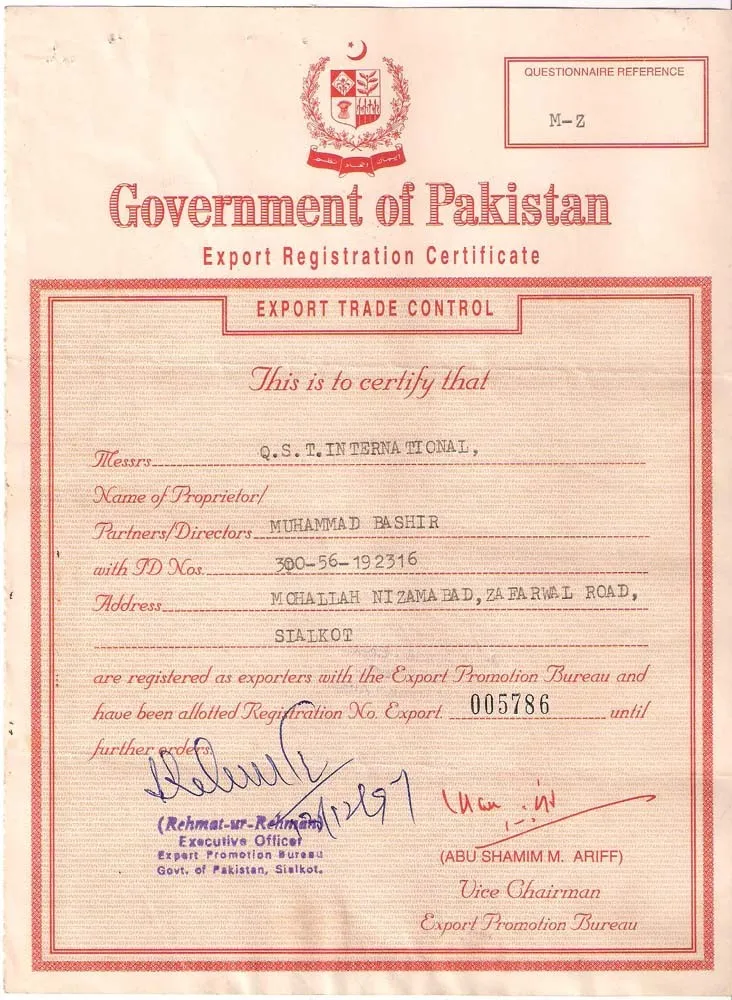 QUESTIONNAIRE REFERENCE
M-Z
Government of Pakistan
Export Registration Certificate
EXPORT TRADE CONTROL
This is to certify that
Messrs. Q.S.T.INTERNATIONAL,
Name of Proprietor/
Partners/Directors MUHAMMAD BASHIR
with ID Nos. 300-56-192316
Address MOHALLAH NIZAMABAD, ZAFARWAL ROAD,
SIALKOT
are registered as exporters with the Export Promotion Bureau and
have been allotted Registration No. Export. 005786 until
further orders.
(Rehmat-ur-Rehman)
Executive Officer
Export Promotion Bureau
Govt. of Pakistan, Sialkot.
(ABU SHAMIM M. ARIFF)
Vice Chairman
Export Promotion Bureau